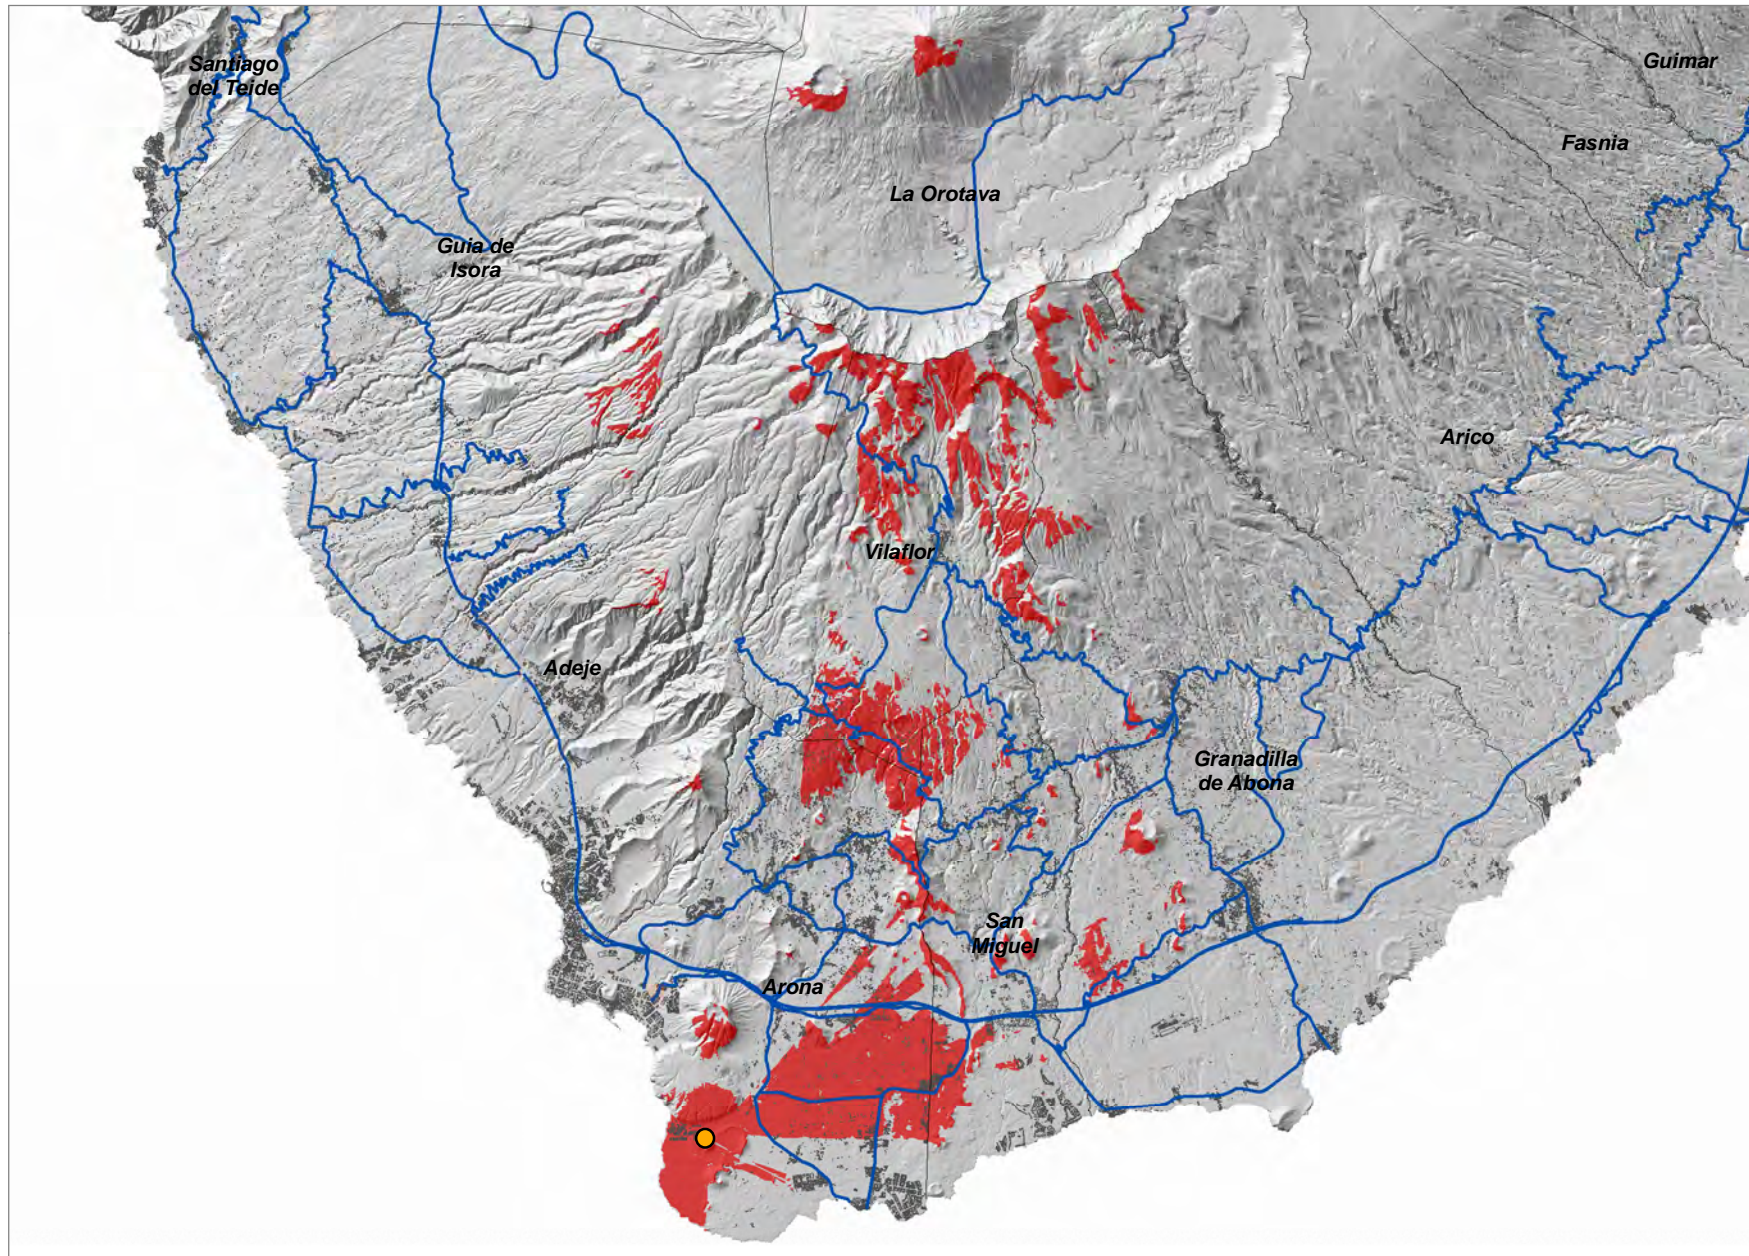 Santiago
del Teide
Guimar
Fasnia
La Orotava
Guia de
Isora
Arico
Vilaflor
Adeje
Granadilla
de Abona
San
Miguel
Arona